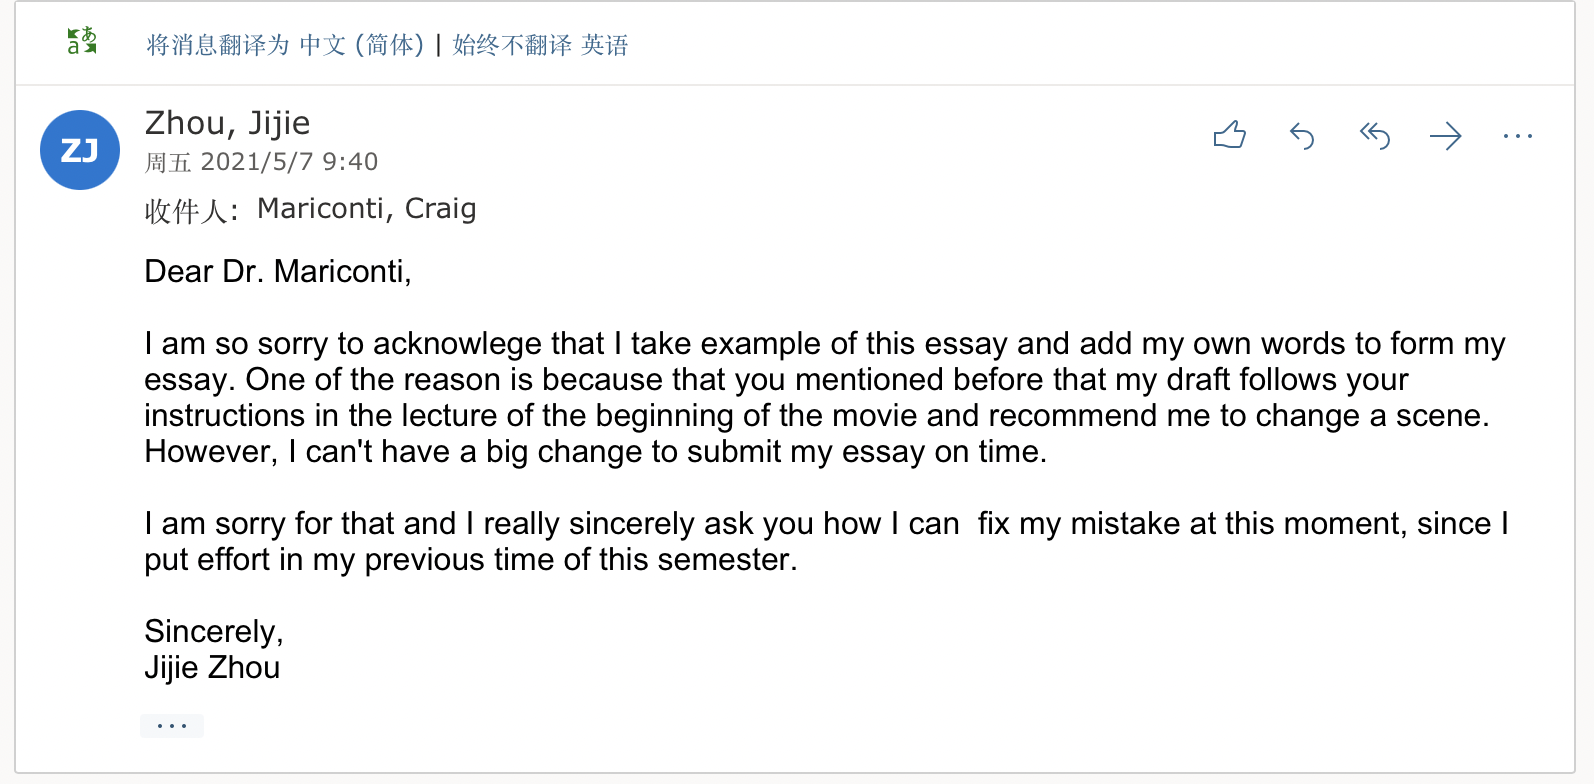 将消息翻译为 中文 (简体) | 始终不翻译 英语
ZJ
Zhou, Jijie
周五 2021/5/7 9:40
收件人: Mariconti, Craig
Dear Dr. Mariconti,
I am so sorry to acknowlege that I take example of this essay and add my own words to form my
essay. One of the reason is because that you mentioned before that my draft follows your
instructions in the lecture of the beginning of the movie and recommend me to change a scene.
However, I can't have a big change to submit my essay on time.
I am sorry for that and I really sincerely ask you how I can  fix my mistake at this moment, since I
put effort in my previous time of this semester.
Sincerely,
Jijie Zhou